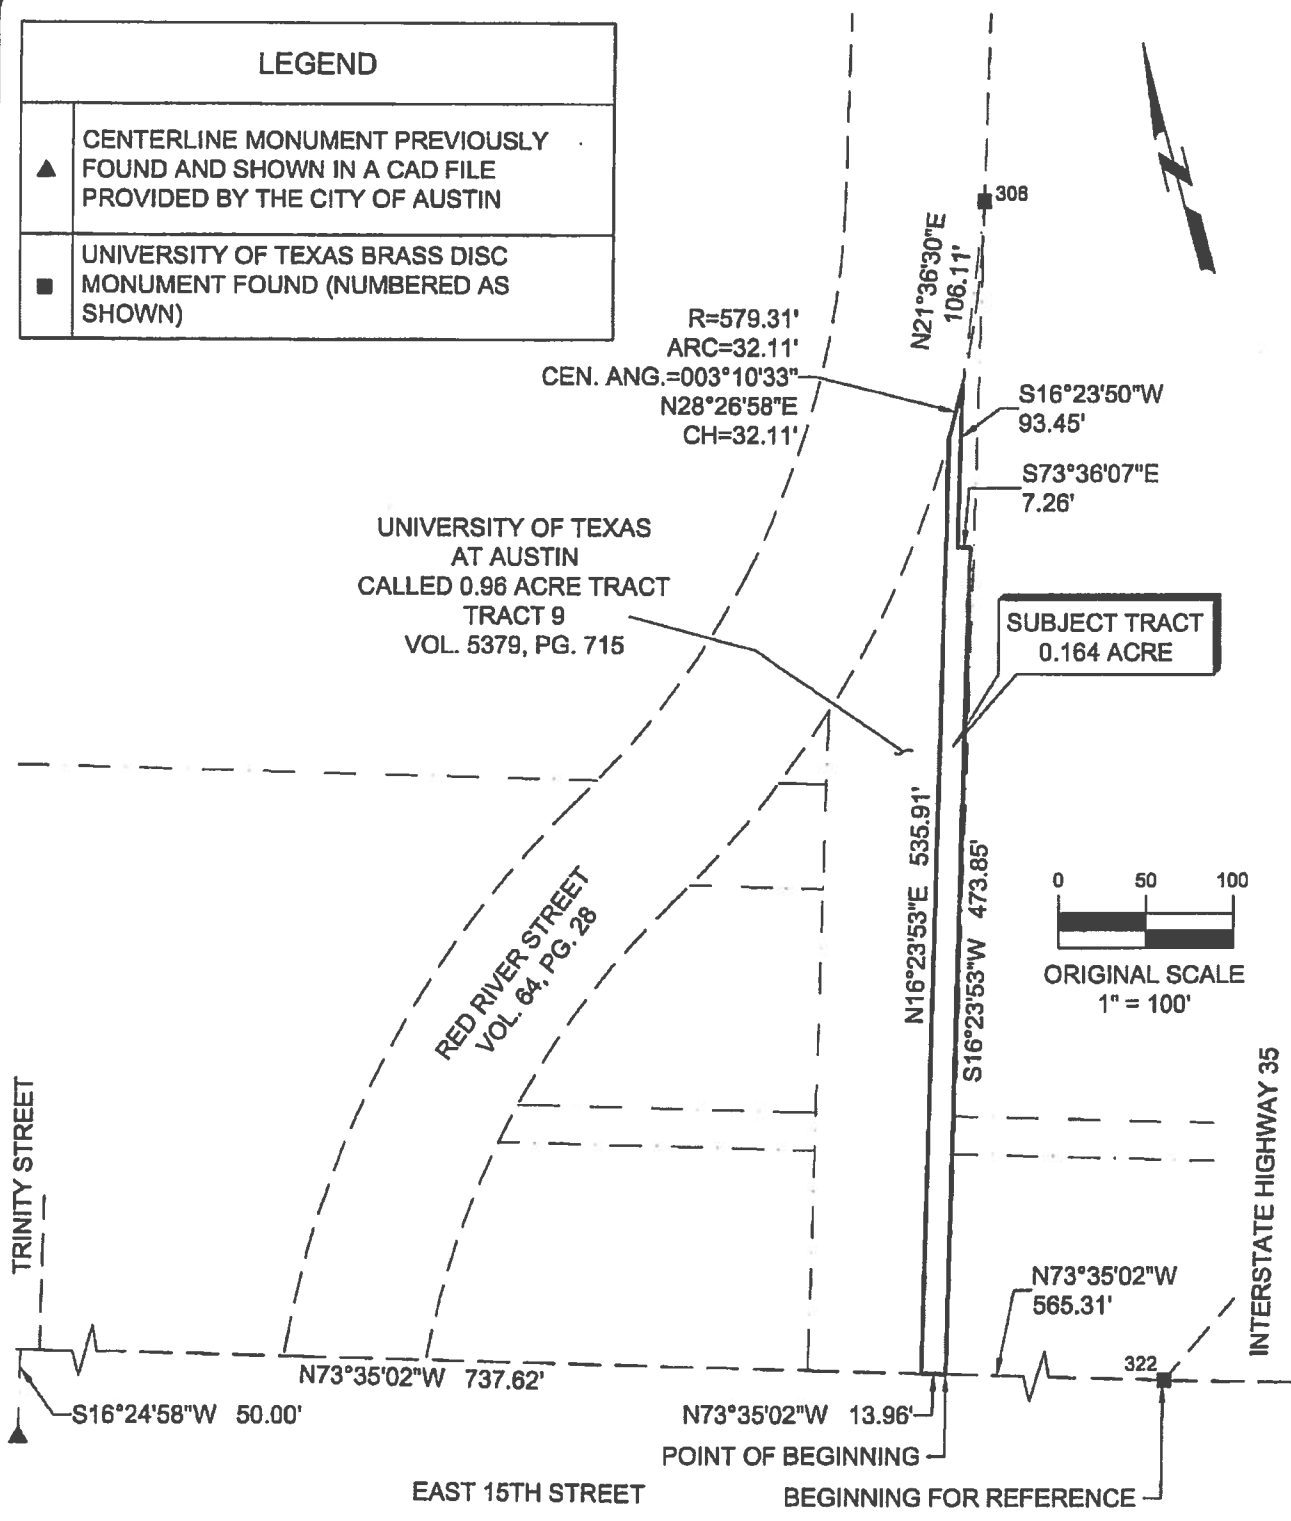 LEGEND
CENTERLINE MONUMENT PREVIOUSLY
FOUND AND SHOWN IN A CAD FILE
PROVIDED BY THE CITY OF AUSTIN
UNIVERSITY OF TEXAS BRASS DISC
MONUMENT FOUND (NUMBERED AS
SHOWN)
308
N21°36'30"E
106.11'
R=579.31'
ARC=32.11'
CEN. ANG.=003°10'33"
N28°26'58"E
CH=32.11'
S16°23'50"W
93.45'
S73°36'07"E
7.26'
UNIVERSITY OF TEXAS
AT AUSTIN
CALLED 0.96 ACRE TRACT
TRACT 9
VOL. 5379, PG. 715
SUBJECT TRACT
0.164 ACRE
N16°23'53"E 535.91'
S16°23'53"W 473.85'
0 50 100
ORIGINAL SCALE
1" = 100'
RED RIVER STREET
VOL. 64, PG. 28
TRINITY STREET
INTERSTATE HIGHWAY 35
N73°35'02"W
565.31'
322
N73°35'02"W 737.62'
S16°24'58"W 50.00'
N73°35'02"W 13.96'
POINT OF BEGINNING
EAST 15TH STREET
BEGINNING FOR REFERENCE